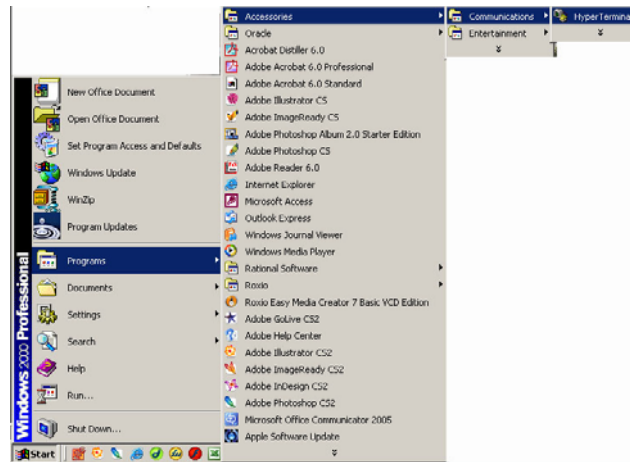 New Office Document
Open Office Document
Set Program Access and Defaults
Windows Update
WinZip
Program Updates
Programs
Documents
Settings
Search
Help
Run...
Shut Down...
Windows 2000 Professional
Start
Accessories
Oracle
Acrobat Distiller 6.0
Adobe Acrobat 6.0 Professional
Adobe Acrobat 6.0 Standard
Adobe Illustrator CS
Adobe ImageReady CS
Adobe Photoshop Album 2.0 Starter Edition
Adobe Photoshop CS
Adobe Reader 6.0
Internet Explorer
Microsoft Access
Outlook Express
Windows Journal Viewer
Windows Media Player
Rational Software
Roxio
Roxio Easy Media Creator 7 Basic VCD Edition
Adobe GoLive CS2
Adobe Help Center
Adobe Illustrator CS2
Adobe ImageReady CS2
Adobe InDesign CS2
Adobe Photoshop CS2
Microsoft Office Communicator 2005
Apple Software Update
Communications
Entertainment
HyperTermina